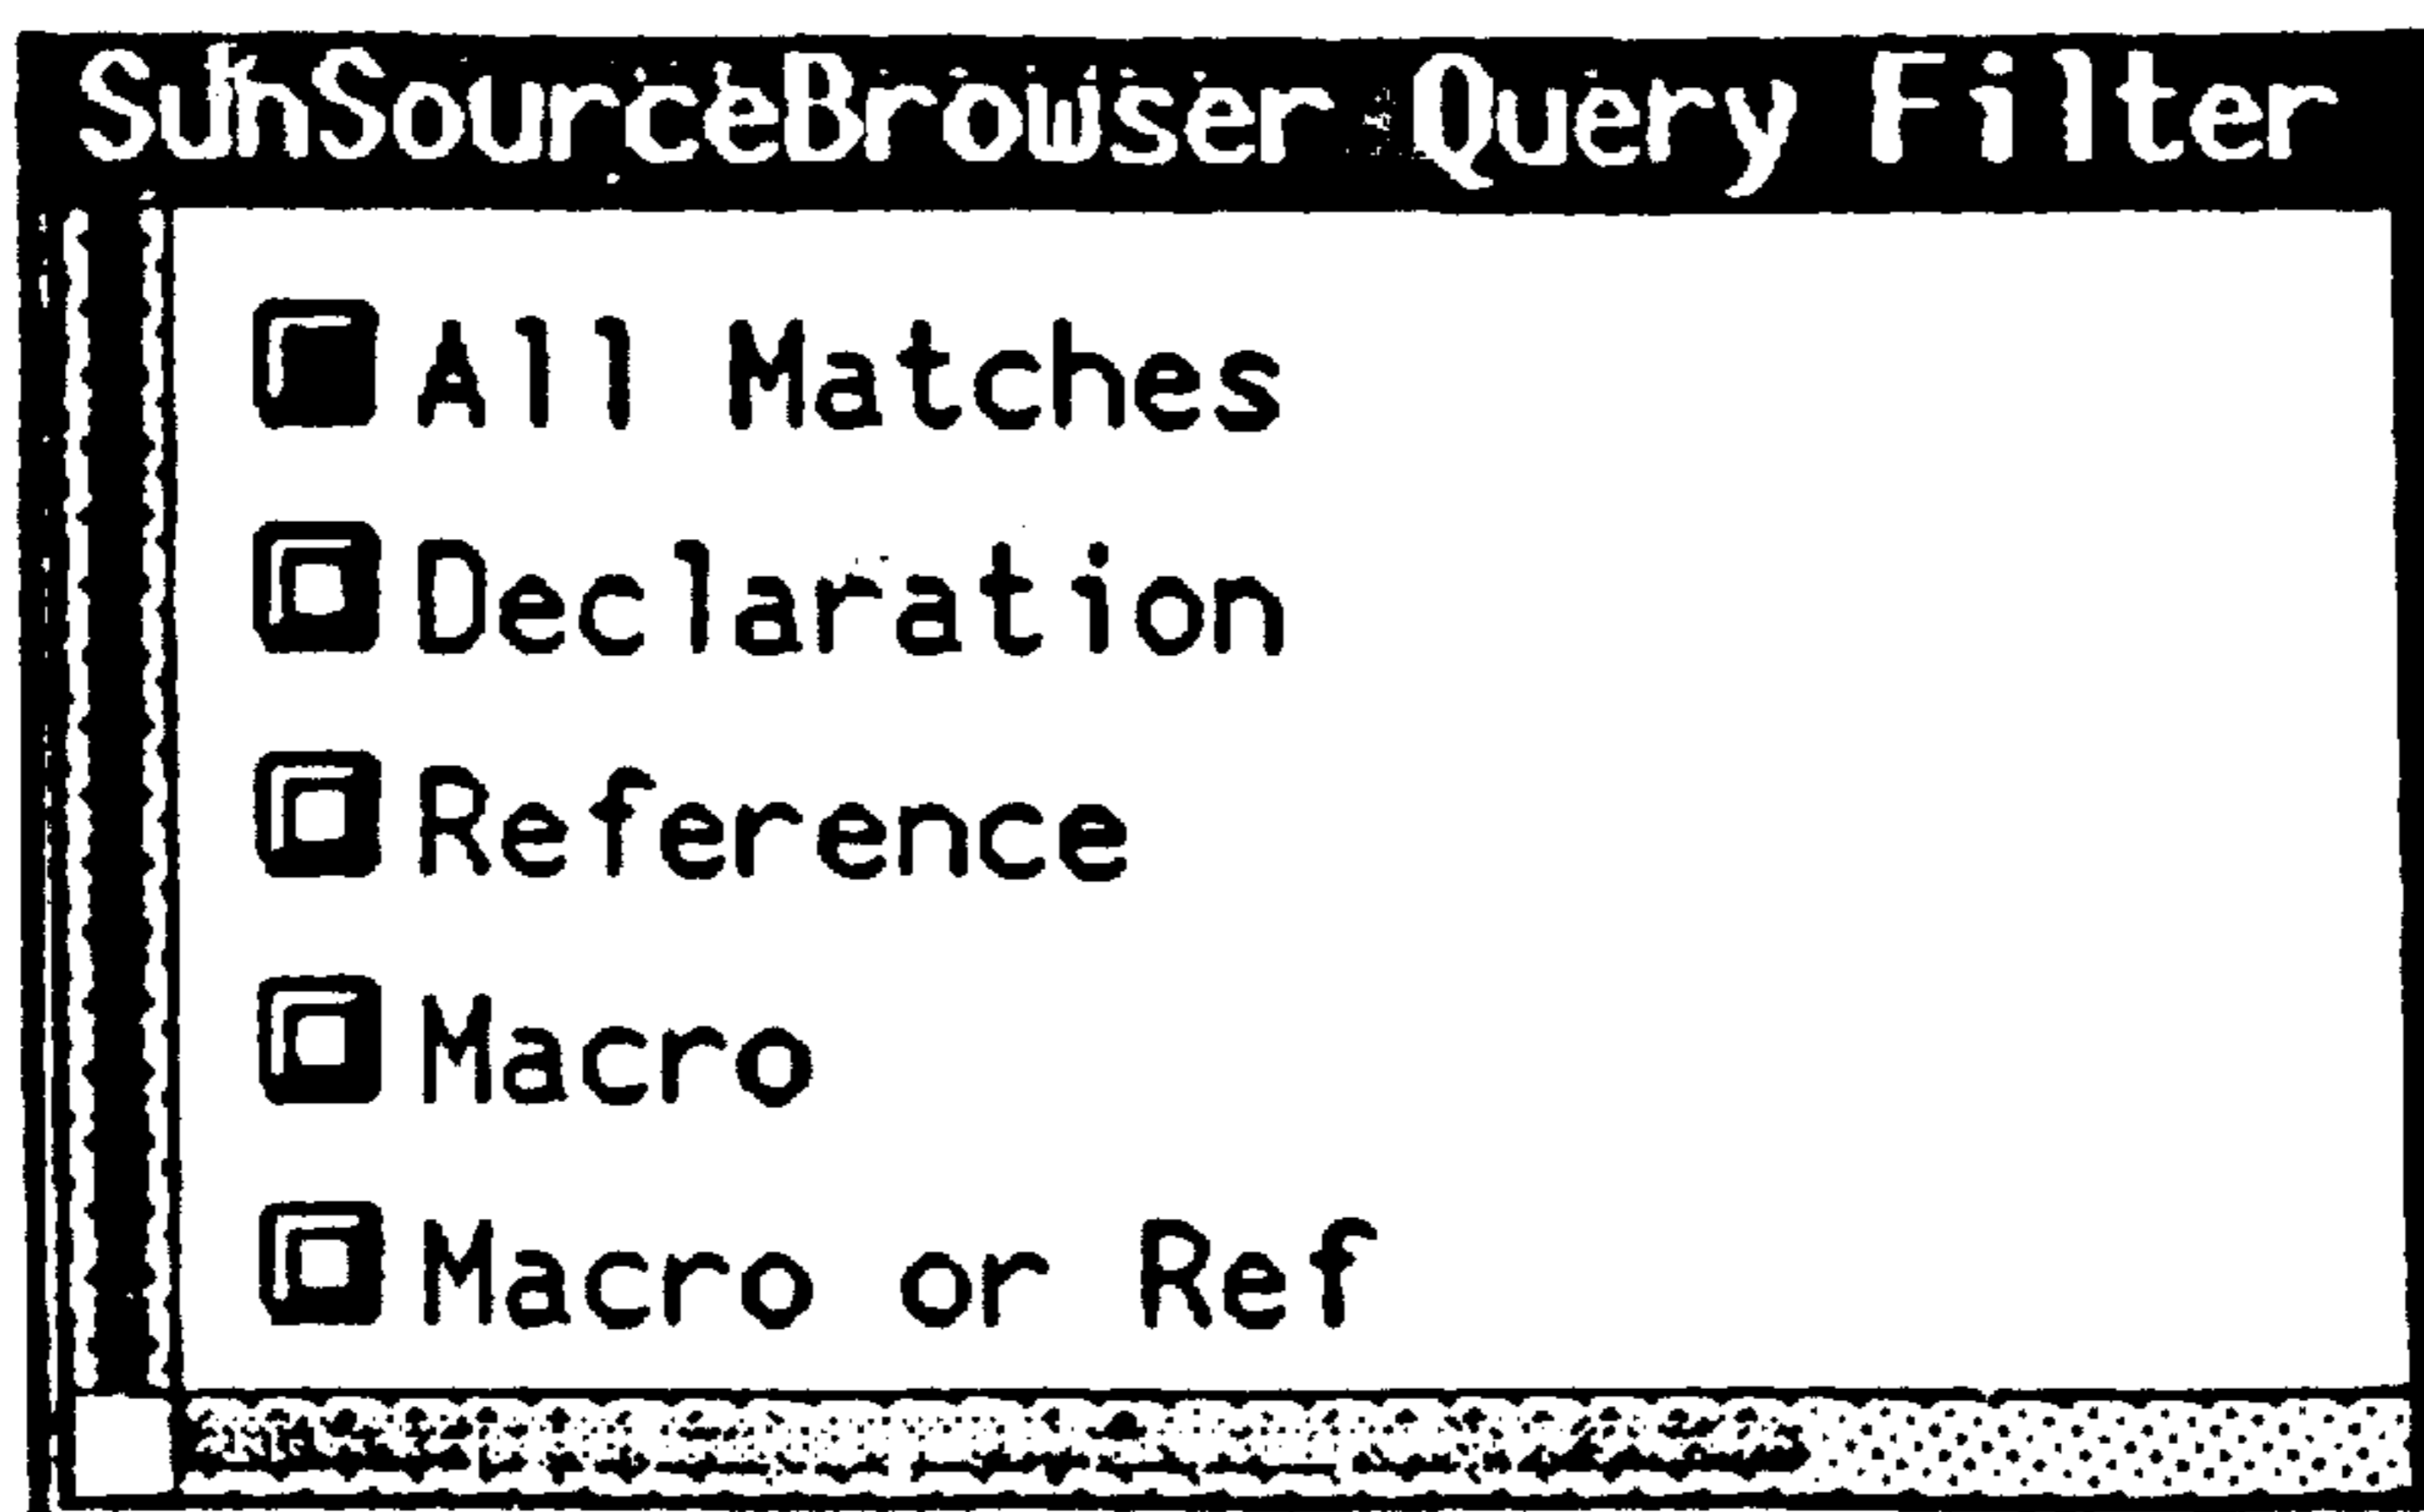 SunSourceBrowser Query Filter
All Matches
Declaration
Reference
Macro
Macro or Ref